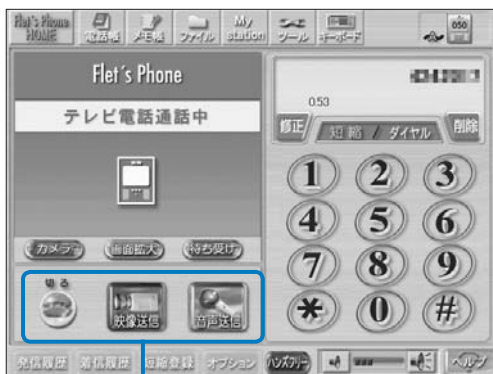 Flet's Phone HOME
電話帳
メモ帳
ファイル
My station
ツール
キーボード
050
Flet's Phone
テレビ電話通話中
カメラ
画面拡大
待ち受け
切る
映像送信
音声送信
0:53
修正
短縮 / ダイヤル
削除
1 2 3
4 5 6
7 8 9
* 0 #
発信履歴
着信履歴
短縮登録
オプション
ハンズフリー
ヘルプ